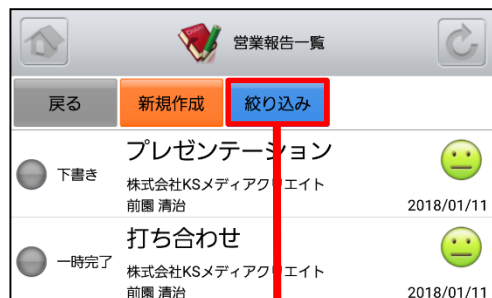 営業報告一覧
戻る 新規作成 絞り込み
プレゼンテーション
下書き
株式会社KSメディアクリエイト
前園 清治 2018/01/11
打ち合わせ
一時完了
株式会社KSメディアクリエイト
前園 清治 2018/01/11